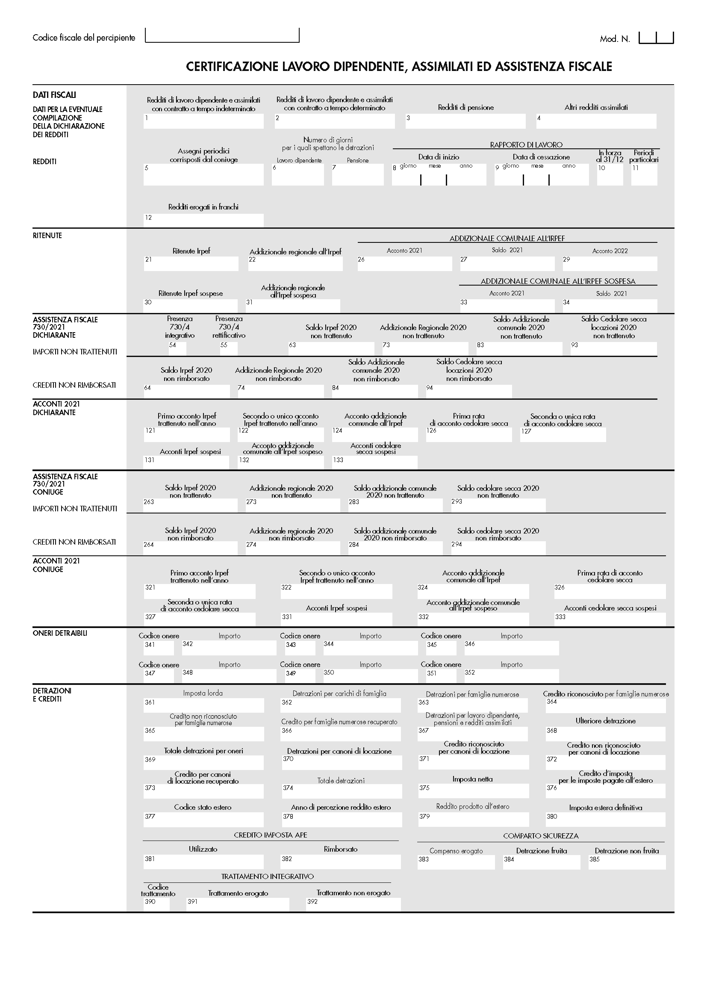 Codice fiscale del percipiente
Mod. N.
CERTIFICAZIONE LAVORO DIPENDENTE, ASSIMILATI ED ASSISTENZA FISCALE
DATI FISCALI
DATI PER LA EVENTUALE
COMPILAZIONE
DELLA DICHIARAZIONE
DEI REDDITI
Redditi di lavoro dipendente e assimilati
con contratto a tempo indeterminato
Redditi di lavoro dipendente e assimilati
con contratto a tempo determinato
Redditi di pensione
Altri redditi assimilati
1 2 3 4
REDDITI
Assegni periodici
corrisposti dal coniuge
Numero di giorni
per i quali spettano le detrazioni
Lavoro dipendente Pensione
RAPPORTO DI LAVORO
Data di inizio Data di cessazione
In forza
al 31/12
Periodi
particolari
5 6 7 8 giorno mese anno 9 giorno mese anno 10 11
Redditi erogati in franchi
12
RITENUTE
ADDIZIONALE COMUNALE ALL'IRPEF
Ritenute Irpef Addizionale regionale all'Irpef Acconto 2021 Saldo 2021 Acconto 2022
21 22 26 27 29
ADDIZIONALE COMUNALE ALL'IRPEF SOSPESA
Ritenute Irpef sospese
Addizionale regionale
all'Irpef sospesa
Acconto 2021 Saldo 2021
30 31 33 34
ASSISTENZA FISCALE
730/2021
DICHIARANTE
IMPORTI NON TRATTENUTI
Presenza
730/4
integrativo
Presenza
730/4
rettificativo
Saldo Irpef 2020
non trattenuto
Addizionale Regionale 2020
non trattenuto
Saldo Addizionale
comunale 2020
non trattenuto
Saldo Cedolare secca
locazioni 2020
non trattenuto
54 55 63 73 83 93
CREDITI NON RIMBORSATI
Saldo Irpef 2020
non rimborsato
Addizionale Regionale 2020
non rimborsato
Saldo Addizionale
comunale 2020
non rimborsato
Saldo Cedolare secca
locazioni 2020
non rimborsato
64 74 84 94
ACCONTI 2021
DICHIARANTE
Primo acconto Irpef
trattenuto nell'anno
Secondo o unico acconto
Irpef trattenuto nell'anno
Acconto addizionale
comunale all'Irpef
Prima rata
di acconto cedolare secca
Seconda o unica rata
di acconto cedolare secca
121 122 124 126 127
Acconti Irpef sospesi
Acconto addizionale
comunale all'Irpef sospeso
Acconti cedolare
secca sospesi
131 132 133
ASSISTENZA FISCALE
730/2021
CONIUGE
IMPORTI NON TRATTENUTI
Saldo Irpef 2020
non trattenuto
Addizionale regionale 2020
non trattenuto
Saldo addizionale comunale
2020 non trattenuto
Saldo cedolare secca 2020
non trattenuto
263 273 283 293
CREDITI NON RIMBORSATI
Saldo Irpef 2020
non rimborsato
Addizionale regionale 2020
non rimborsato
Saldo addizionale comunale
2020 non rimborsato
Saldo cedolare secca 2020
non rimborsato
264 274 284 294
ACCONTI 2021
CONIUGE
Primo acconto Irpef
trattenuto nell'anno
Secondo o unico acconto
Irpef trattenuto nell'anno
Acconto addizionale
comunale all'Irpef
Prima rata di acconto
cedolare secca
321 322 324 326
Seconda o unica rata
di acconto cedolare secca
Acconti Irpef sospesi
Acconto addizionale comunale
all'Irpef sospeso
Acconti cedolare secca sospesi
327 331 332 333
ONERI DETRAIBILI
Codice onere Importo Codice onere Importo Codice onere Importo
341 342 343 344 345 346
Codice onere Importo Codice onere Importo Codice onere Importo
347 348 349 350 351 352
DETRAZIONI
E CREDITI
Imposta lorda Detrazioni per carichi di famiglia Detrazioni per famiglie numerose Credito riconosciuto per famiglie numerose
361 362 363 364
Credito non riconosciuto
per famiglie numerose
Credito per famiglie numerose recuperato
Detrazioni per lavoro dipendente,
pensioni e redditi assimilati
Ulteriore detrazione
365 366 367 368
Totale detrazioni per oneri
Detrazioni per canoni di locazione
Credito riconosciuto
per canoni di locazione
Credito non riconosciuto
per canoni di locazione
369 370 371 372
Credito per canoni
di locazione recuperato
Totale detrazioni
Imposta netta
Credito d'imposta
per le imposte pagate all'estero
373 374 375 376
Codice stato estero Anno di percezione reddito estero Reddito prodotto all'estero Imposta estera definitiva
377 378 379 380
CREDITO IMPOSTA APE
COMPARTO SICUREZZA
Utilizzato Rimborsato Compenso erogato Detrazione fruita Detrazione non fruita
381 382 383 384 385
TRATTAMENTO INTEGRATIVO
Codice
trattamento
Trattamento erogato
Trattamento non erogato
390 391 392